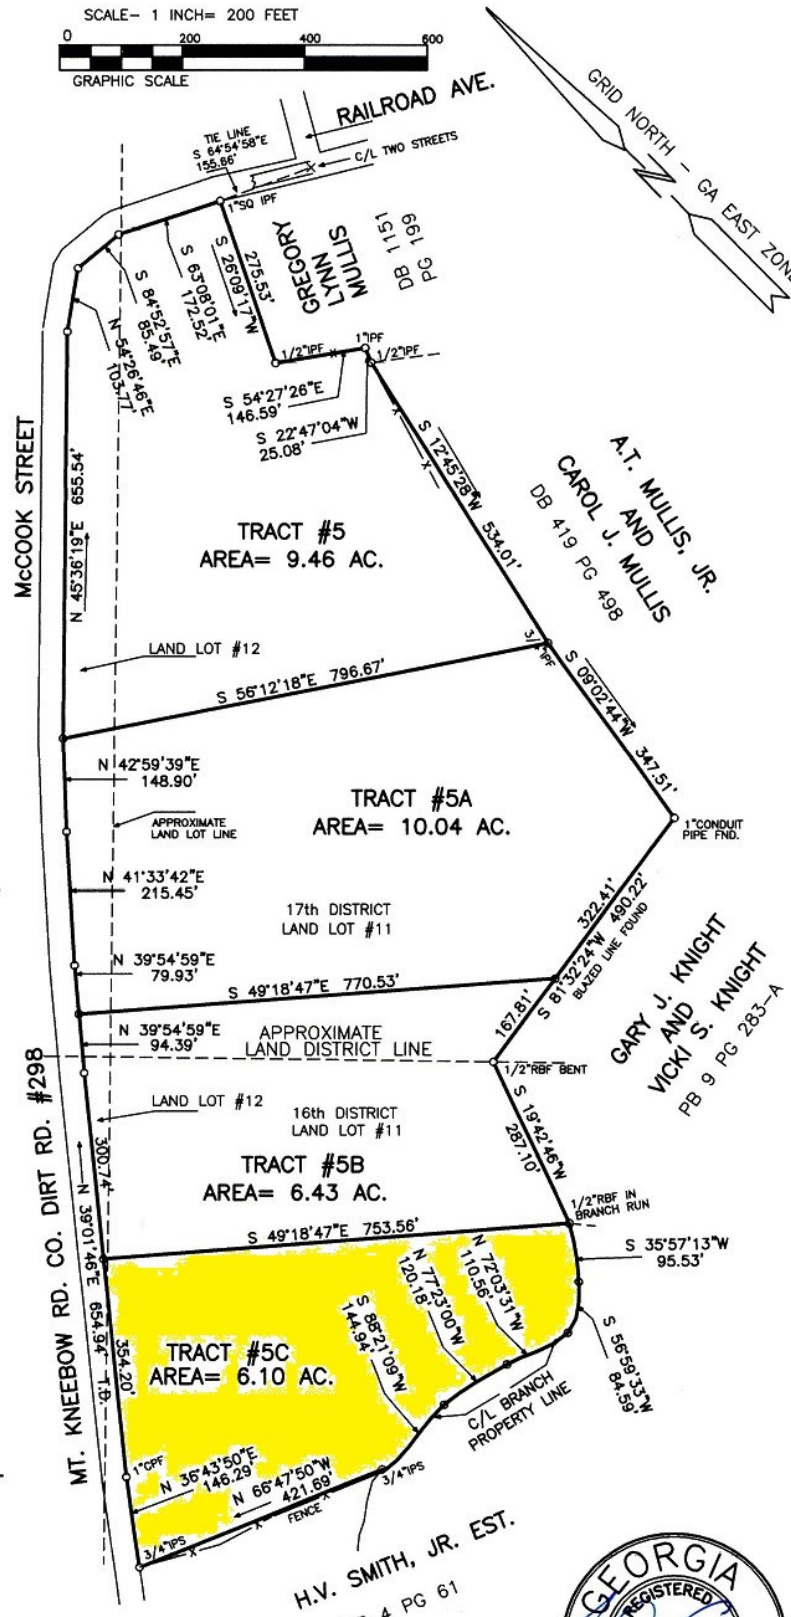 SCALE- 1 INCH= 200 FEET
0 200 400 600
GRAPHIC SCALE
GRID NORTH - GA EAST ZONE
RAILROAD AVE.
TIE LINE
S 64°54'58"E
155.66'
C/L TWO STREETS
1"SQ IPF
GREGORY
LYNN
MULLIS
DB 1151
PG 199
S 26°09'17"W
275.53'
S 63°08'01"E
172.52'
S 84°52'57"E
85.49'
N 54°26'46"E
103.77'
1/2"IPF
1"IPF
1/2"IPF
S 54°27'26"E
146.59'
S 22°47'04"W
25.08'
S 12°45'28"W 534.01'
McCOOK STREET
N 45°36'19"E 655.54'
TRACT #5
AREA= 9.46 AC.
A.T. MULLIS, JR.
AND
CAROL J. MULLIS
DB 419 PG 498
LAND LOT #12
3/4"IPF
S 56°12'18"E 796.67'
S 09°02'44"W 347.51'
N 42°59'39"E
148.90'
TRACT #5A
AREA= 10.04 AC.
APPROXIMATE
LAND LOT LINE
1"CONDUIT
PIPE FND.
N 41°33'42"E
215.45'
17th DISTRICT
LAND LOT #11
322.41'
S 81°32'24"W 490.22'
BLAZED LINE FOUND
N 39°54'59"E
79.93'
S 49°18'47"E 770.53'
167.81'
GARY J. KNIGHT
AND
VICKI S. KNIGHT
PB 9 PG 283-A
N 39°54'59"E
94.39'
APPROXIMATE
LAND DISTRICT LINE
1/2"RBF BENT
LAND LOT #12
16th DISTRICT
LAND LOT #11
S 19°42'46"W
287.10'
300.74'
TRACT #5B
AREA= 6.43 AC.
1/2"RBF IN
BRANCH RUN
S 49°18'47"E 753.56'
MT. KNEEBOW RD. CO. DIRT RD. #298
N 39°01'46"E 654.94' T.D.
S 35°57'13"W
95.53'
N 72°03'31"W
110.56'
N 77°23'00"W
120.18'
S 88°21'09"W
144.94'
S 56°59'33"W
84.59'
354.20'
TRACT #5C
AREA= 6.10 AC.
C/L BRANCH
PROPERTY LINE
1"CPF
N 36°43'50"E
146.29'
N 66°47'50"W
421.69'
FENCE
3/4"IPS
3/4"IPS
H.V. SMITH, JR. EST.
4 PG 61
GEORGIA
REGISTERED